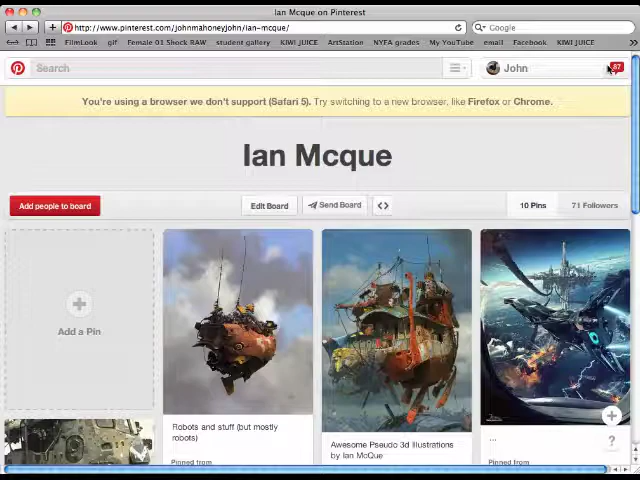 Ian Mcque on Pinterest
http://www.pinterest.com/johnmahoneyjohn/ian-mcque/
Google
FilmLook gif Female 01 Shock RAW student gallery KIWI JUICE ArtStation NYFA grades My YouTube email Facebook. KIWI JUICE
Search
John
87
You're using a browser we don't support (Safari 5). Try switching to a new browser, like Firefox or Chrome.
Ian Mcque
Add people to board
Edit Board
Send Board
<>
10 Pins
71 Followers
Add a Pin
Robots and stuff (but mostly
robots)
Pinned from
Awesome Pseudo 3d Illustrations
by Ian McQue
...
Pinned from
?